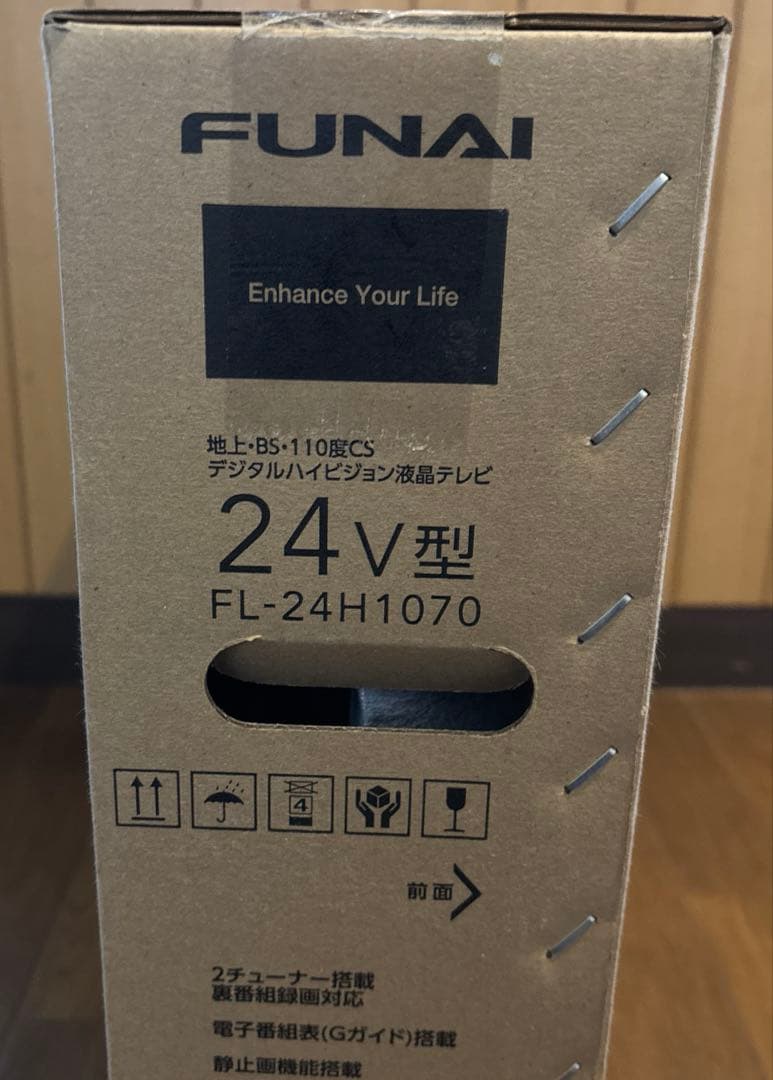 FUNAI
Enhance Your Life
地上・BS・110度CS
デジタルハイビジョン液晶テレビ
24V型
FL-24H1070
4
前面
2チューナー搭載
裏番組録画対応
電子番組表(Gガイド)搭載
静止画機能搭載